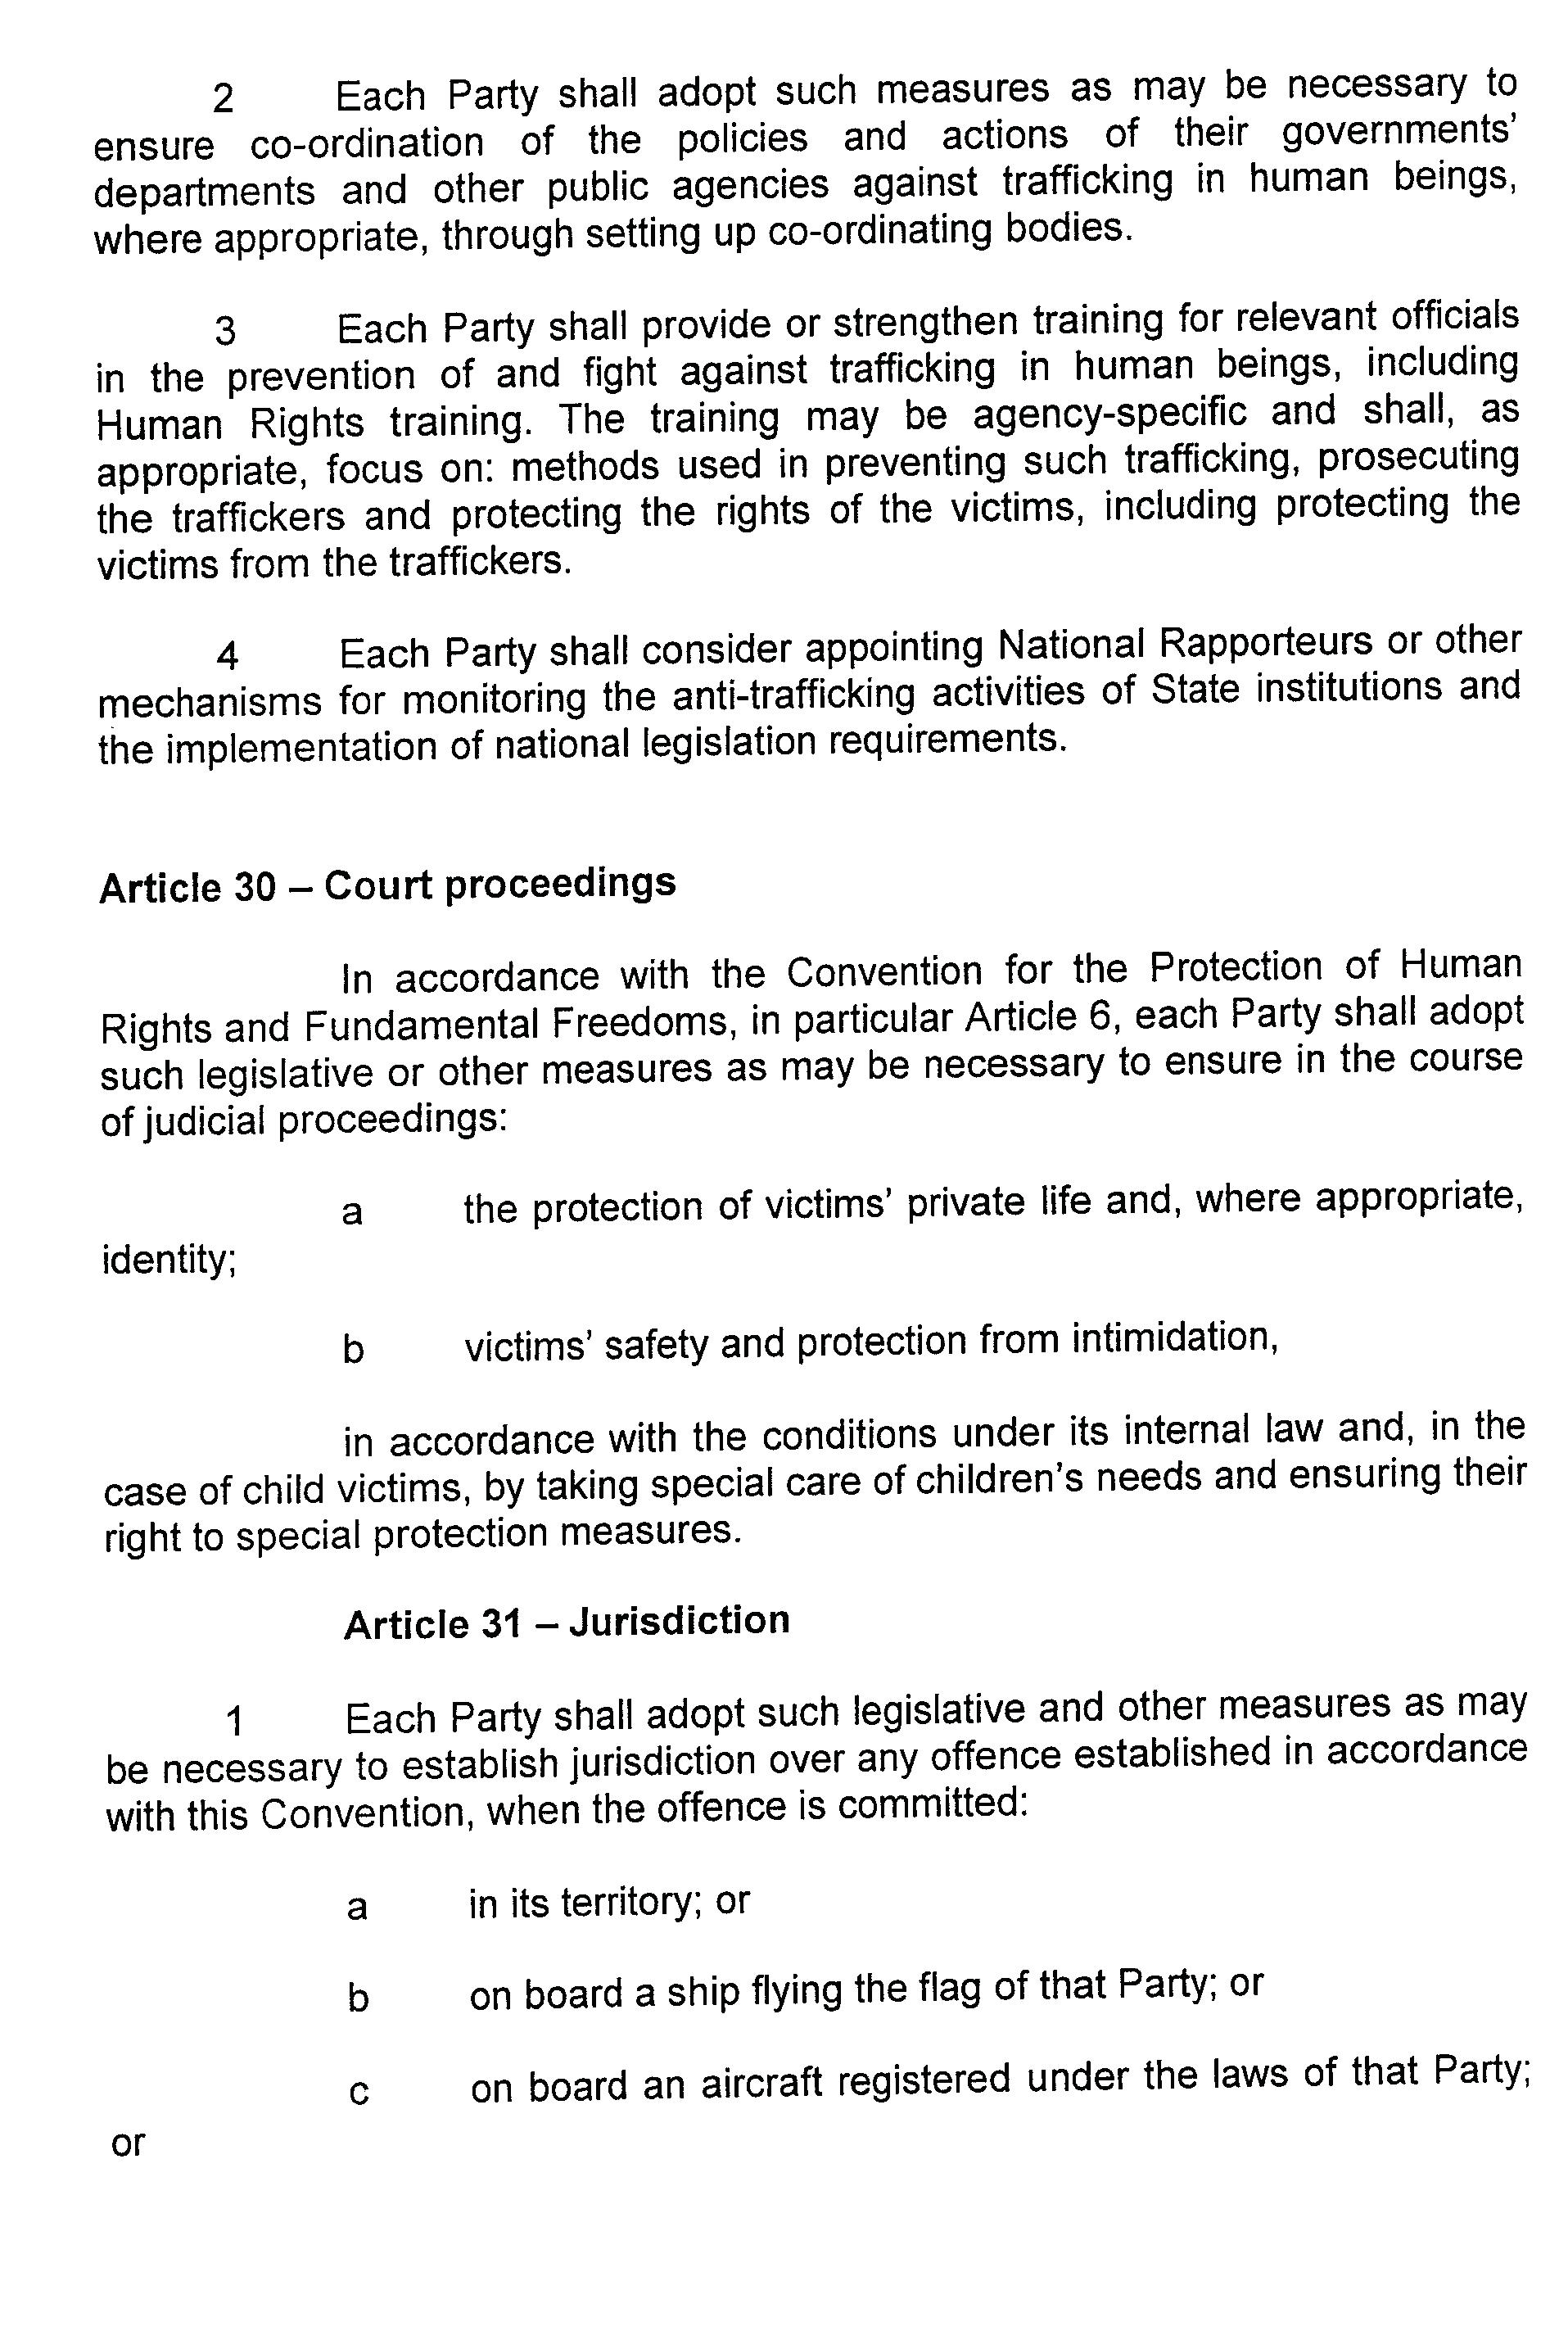 2 Each Party shall adopt such measures as may be necessary to
ensure co-ordination of the policies and actions of their governments'
departments and other public agencies against trafficking in human beings,
where appropriate, through setting up co-ordinating bodies.
3 Each Party shall provide or strengthen training for relevant officials
in the prevention of and fight against trafficking in human beings, including
Human Rights training. The training may be agency-specific and shall, as
appropriate, focus on: methods used in preventing such trafficking, prosecuting
the traffickers and protecting the rights of the victims, including protecting the
victims from the traffickers.
4 Each Party shall consider appointing National Rapporteurs or other
mechanisms for monitoring the anti-trafficking activities of State institutions and
the implementation of national legislation requirements.
Article 30 – Court proceedings
In accordance with the Convention for the Protection of Human
Rights and Fundamental Freedoms, in particular Article 6, each Party shall adopt
such legislative or other measures as may be necessary to ensure in the course
of judicial proceedings:
a the protection of victims' private life and, where appropriate,
identity;
b victims' safety and protection from intimidation,
in accordance with the conditions under its internal law and, in the
case of child victims, by taking special care of children's needs and ensuring their
right to special protection measures.
Article 31 – Jurisdiction
1 Each Party shall adopt such legislative and other measures as may
be necessary to establish jurisdiction over any offence established in accordance
with this Convention, when the offence is committed:
a in its territory; or
b on board a ship flying the flag of that Party; or
c on board an aircraft registered under the laws of that Party;
or